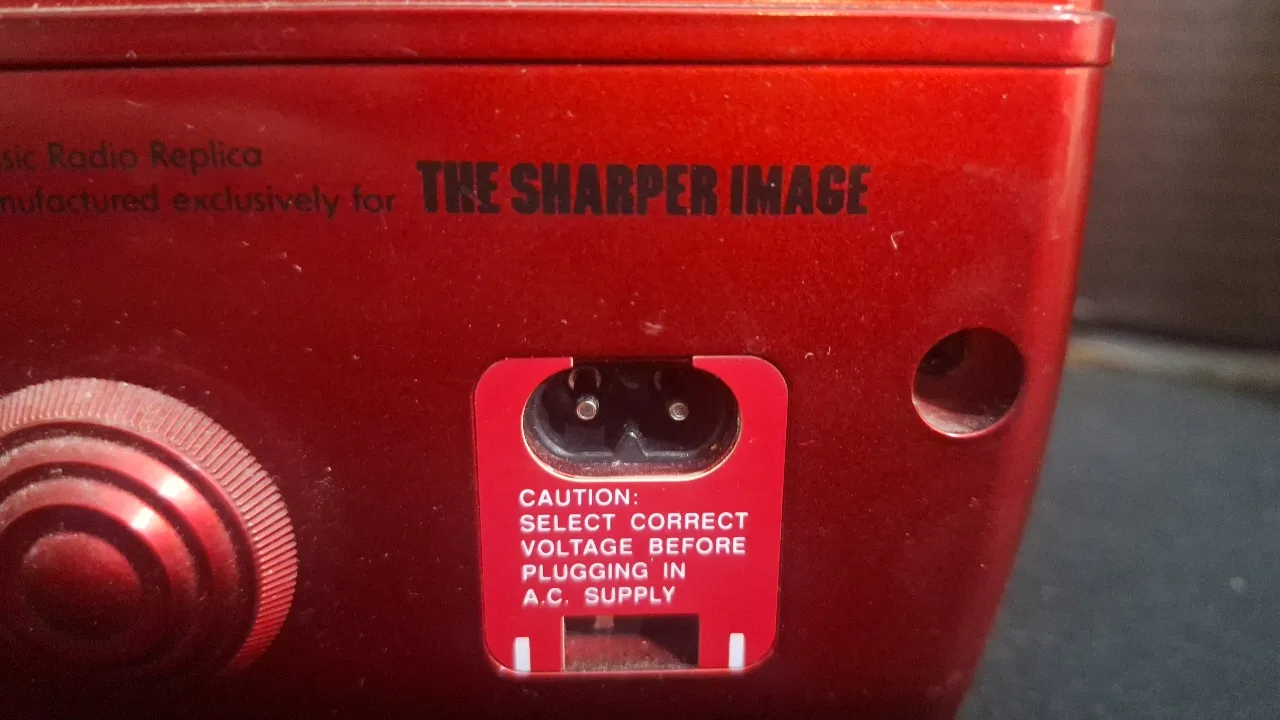 sic Radio Replica
nufactured exclusively for THE SHARPER IMAGE
CAUTION:
SELECT CORRECT
VOLTAGE BEFORE
PLUGGING IN
A.C. SUPPLY